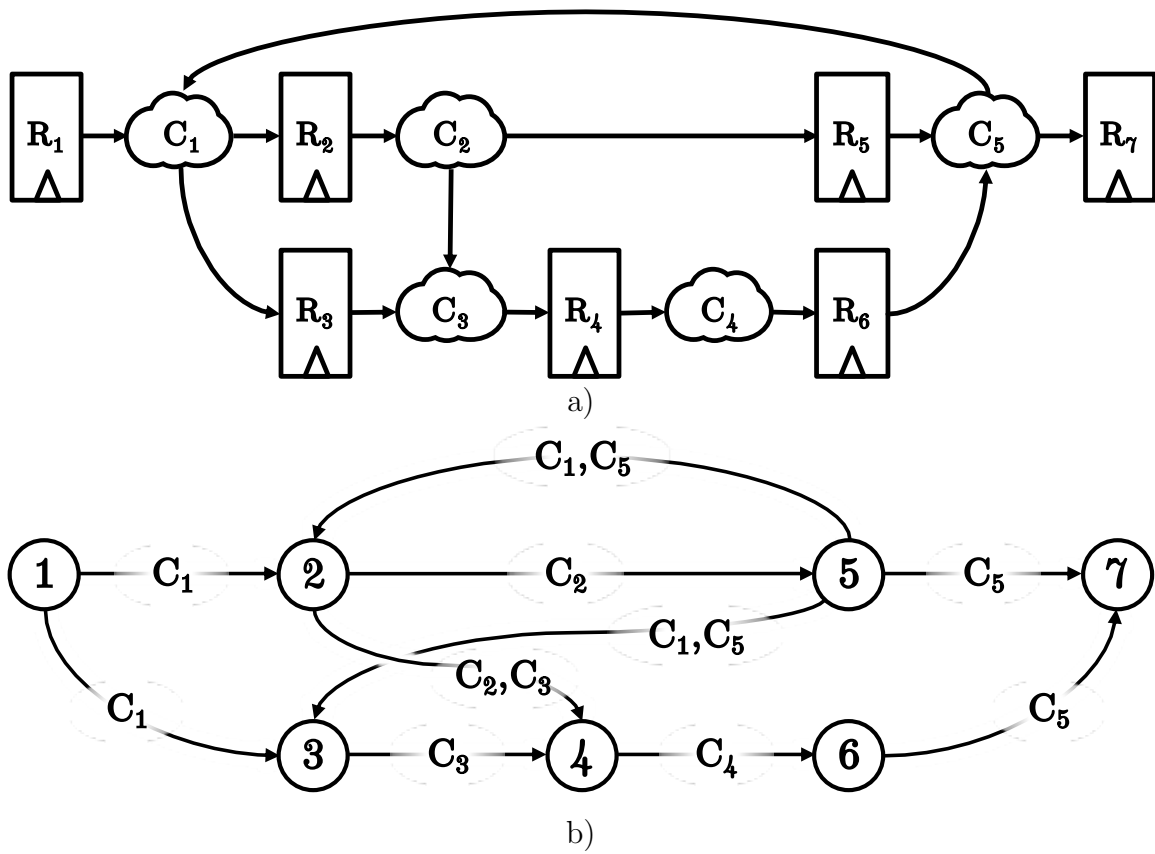 R₁ C₁ R₂ C₂ R₅ C₅ R₇
R₃ C₃ R₄ C₄ R₆
a)
C₁,C₅
1 C₁ 2 C₂ 5 C₅ 7
C₁,C₅
C₂,C₃
C₁ C₅
3 C₃ 4 C₄ 6
b)